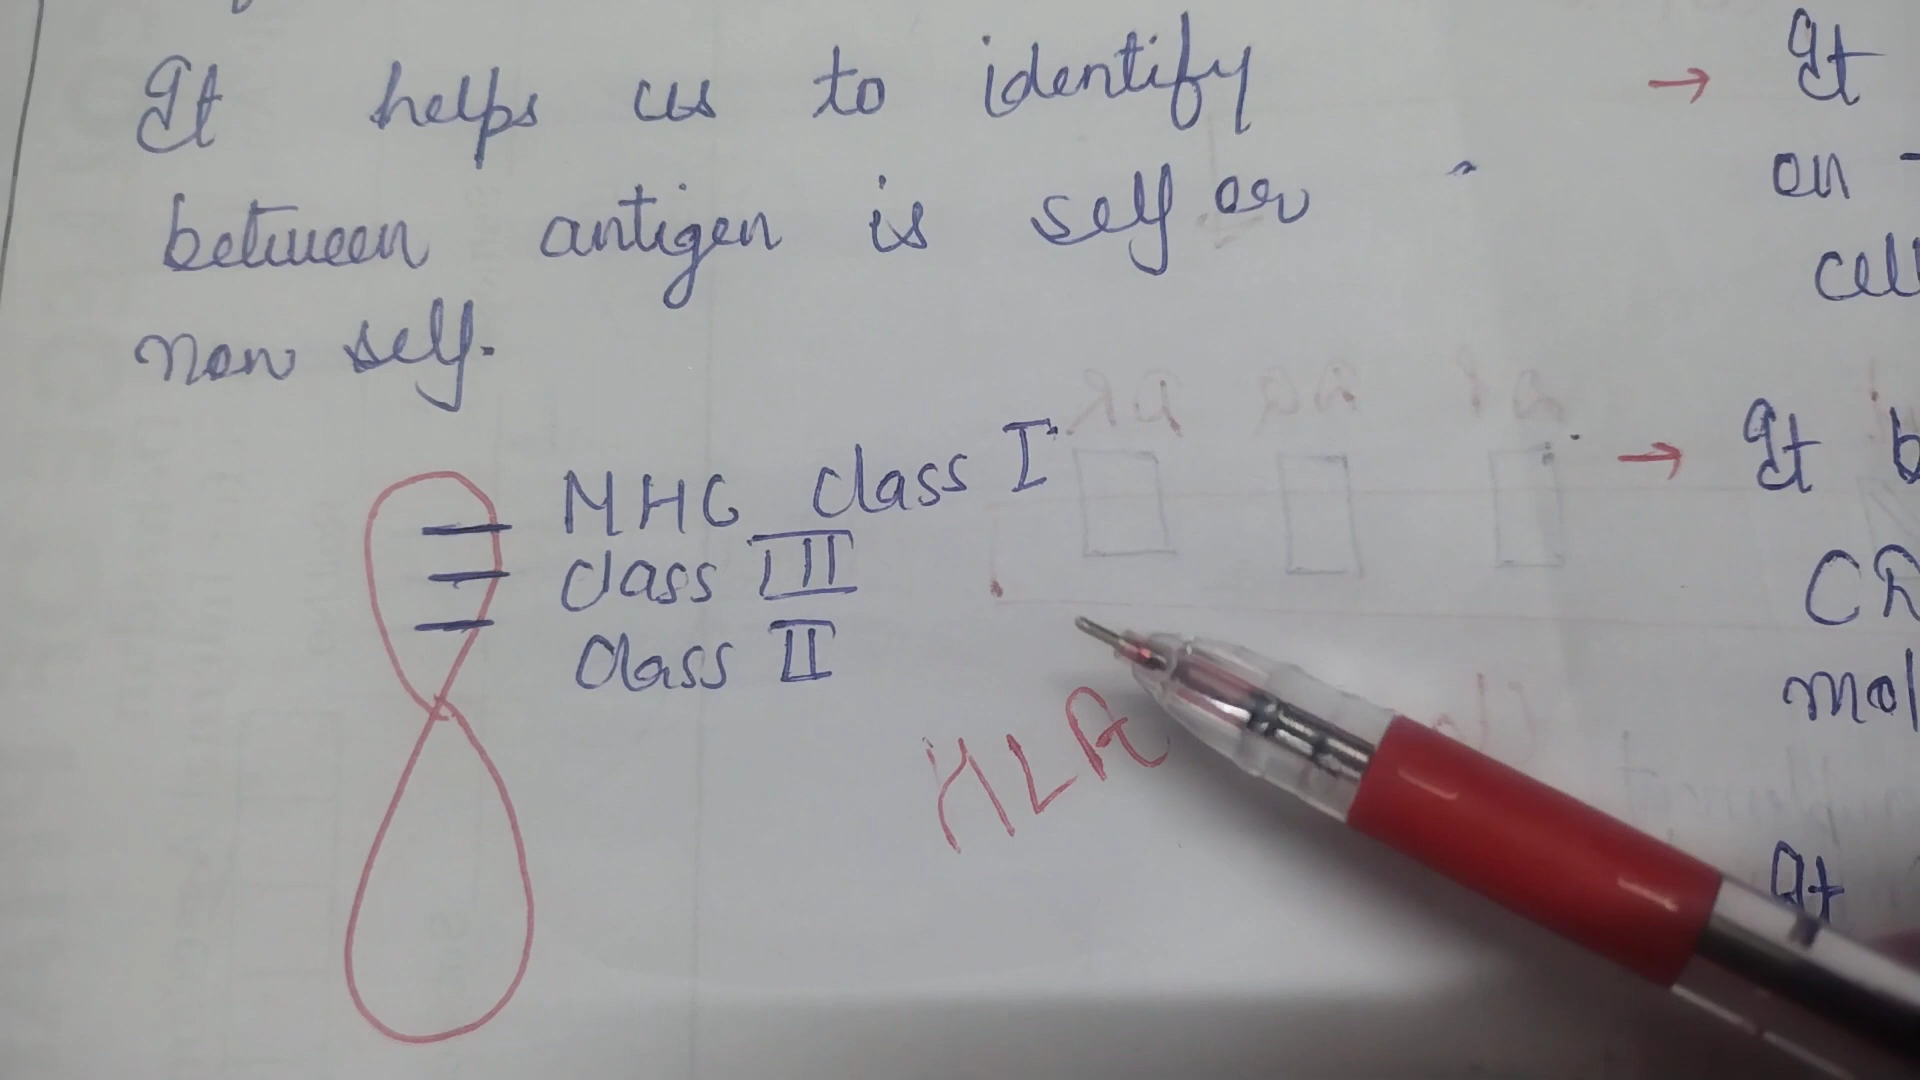 It helps us to identify
between antigen is self or
non self.
MHC class I
class III
class II
HLA
→ It
on
cell
→ It b
mol
It